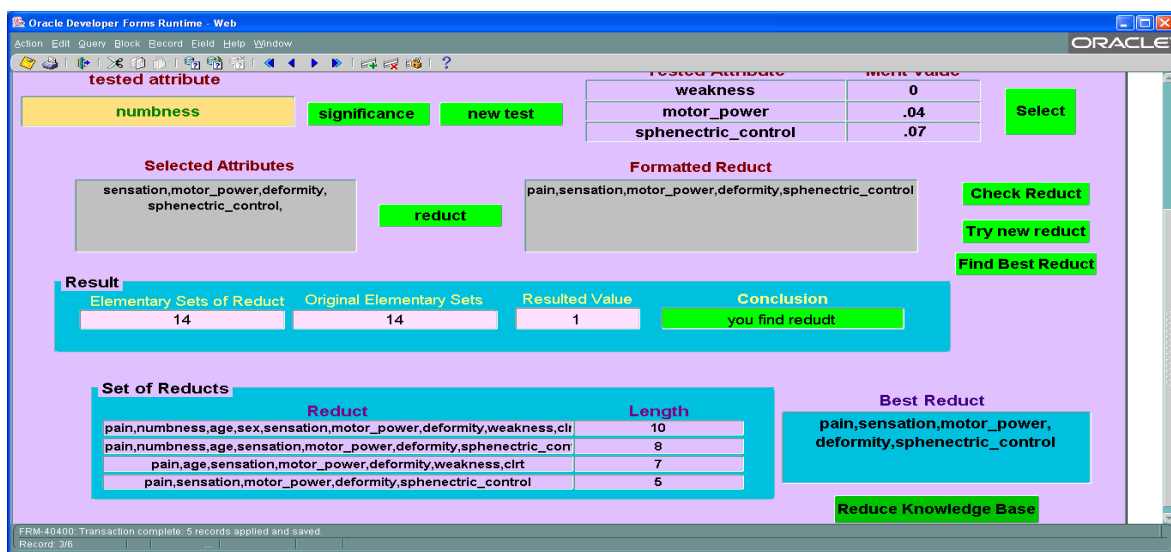 Oracle Developer Forms Runtime - Web
Action Edit Query Block Record Field Help Window
ORACLE
tested attribute
Tested Attribute Merit Value
numbness
significance
new test
weakness 0
motor_power .04
sphenectric_control .07
Select
Selected Attributes
sensation,motor_power,deformity,
sphenectric_control,
reduct
Formatted Reduct
pain,sensation,motor_power,deformity,sphenectric_control
Check Reduct
Try new reduct
Find Best Reduct
Result
Elementary Sets of Reduct Original Elementary Sets Resulted Value Conclusion
14 14 1 you find redudt
Set of Reducts
Reduct Length
pain,numbness,age,sex,sensation,motor_power,deformity,weakness,clr 10
pain,numbness,age,sensation,motor_power,deformity,sphenectric_con 8
pain,age,sensation,motor_power,deformity,weakness,clrt 7
pain,sensation,motor_power,deformity,sphenectric_control 5
Best Reduct
pain,sensation,motor_power,
deformity,sphenectric_control
Reduce Knowledge Base
FRM-40400: Transaction complete: 5 records applied and saved.
Record: 3/6 ...